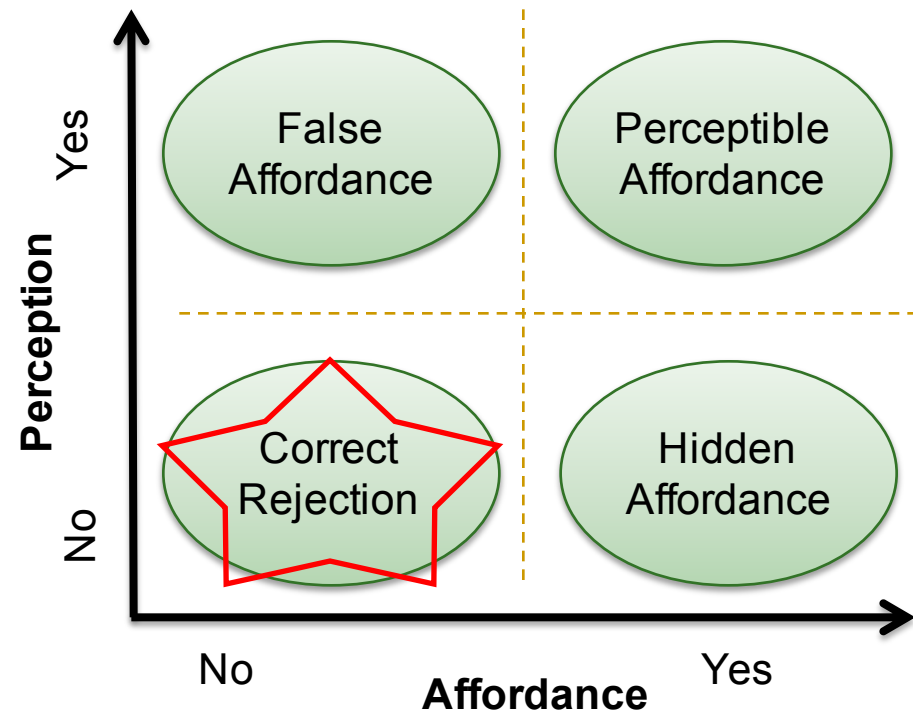 Yes
False
Affordance
Perceptible
Affordance
Perception
No
Correct
Rejection
Hidden
Affordance
No
Yes
Affordance